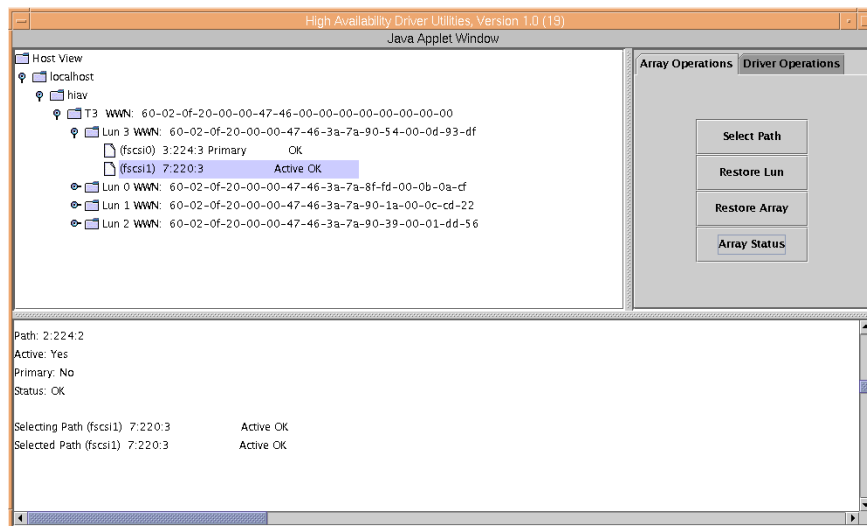 High Availability Driver Utilities, Version 1.0 (19)
Java Applet Window
Host View
localhost
hiav
T3 WWN: 60-02-0f-20-00-00-47-46-00-00-00-00-00-00-00-00
Lun 3 WWN: 60-02-0f-20-00-00-47-46-3a-7a-90-54-00-0d-93-df
(fscsi0) 3:224:3 Primary OK
(fscsi1) 7:220:3 Active OK
Lun 0 WWN: 60-02-0f-20-00-00-47-46-3a-7a-8f-fd-00-0b-0a-cf
Lun 1 WWN: 60-02-0f-20-00-00-47-46-3a-7a-90-1a-00-0c-cd-22
Lun 2 WWN: 60-02-0f-20-00-00-47-46-3a-7a-90-39-00-01-dd-56
Array Operations Driver Operations
Select Path
Restore Lun
Restore Array
Array Status
Path: 2:224:2
Active: Yes
Primary: No
Status: OK
Selecting Path (fscsi1) 7:220:3 Active OK
Selected Path (fscsi1) 7:220:3 Active OK